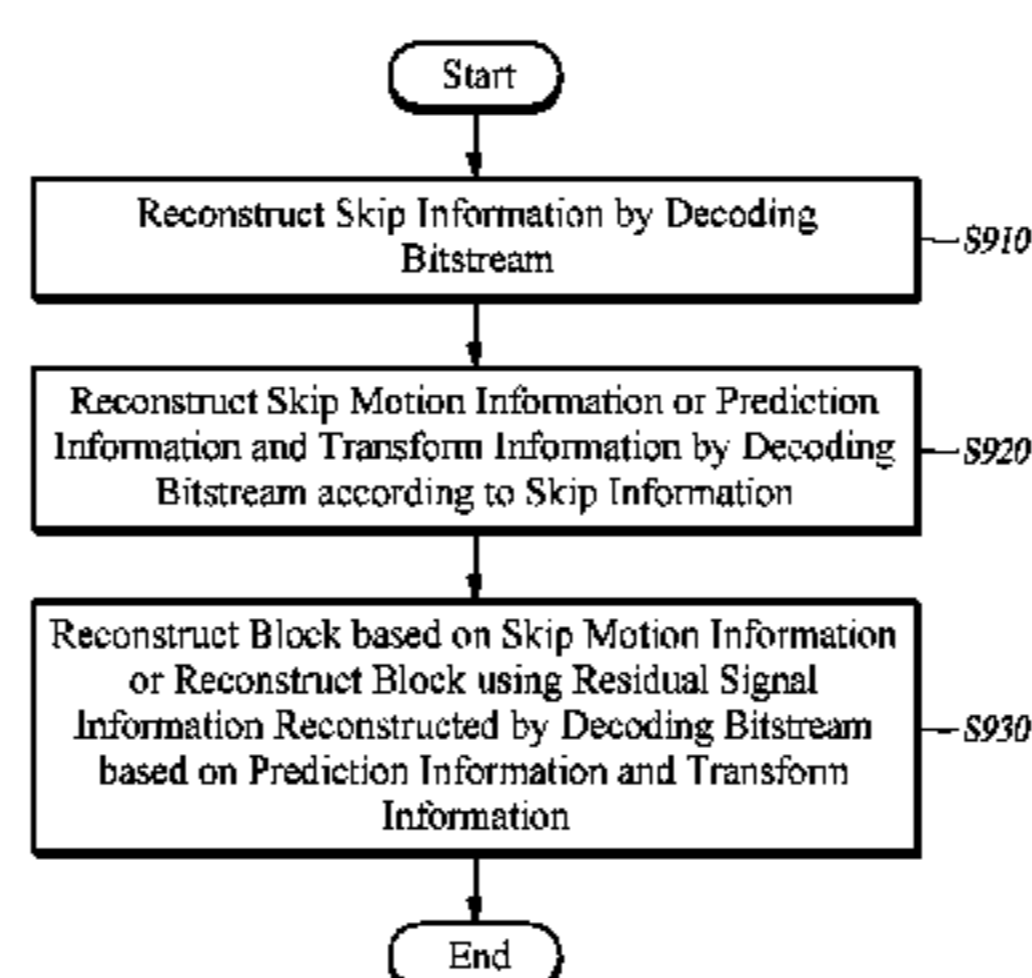 Start
Reconstruct Skip Information by Decoding
Bitstream
S910
Reconstruct Skip Motion Information or Prediction
Information and Transform Information by Decoding
Bitstream according to Skip Information
S920
Reconstruct Block based on Skip Motion Information
or Reconstruct Block using Residual Signal
Information Reconstructed by Decoding Bitstream
based on Prediction Information and Transform
Information
S930
End